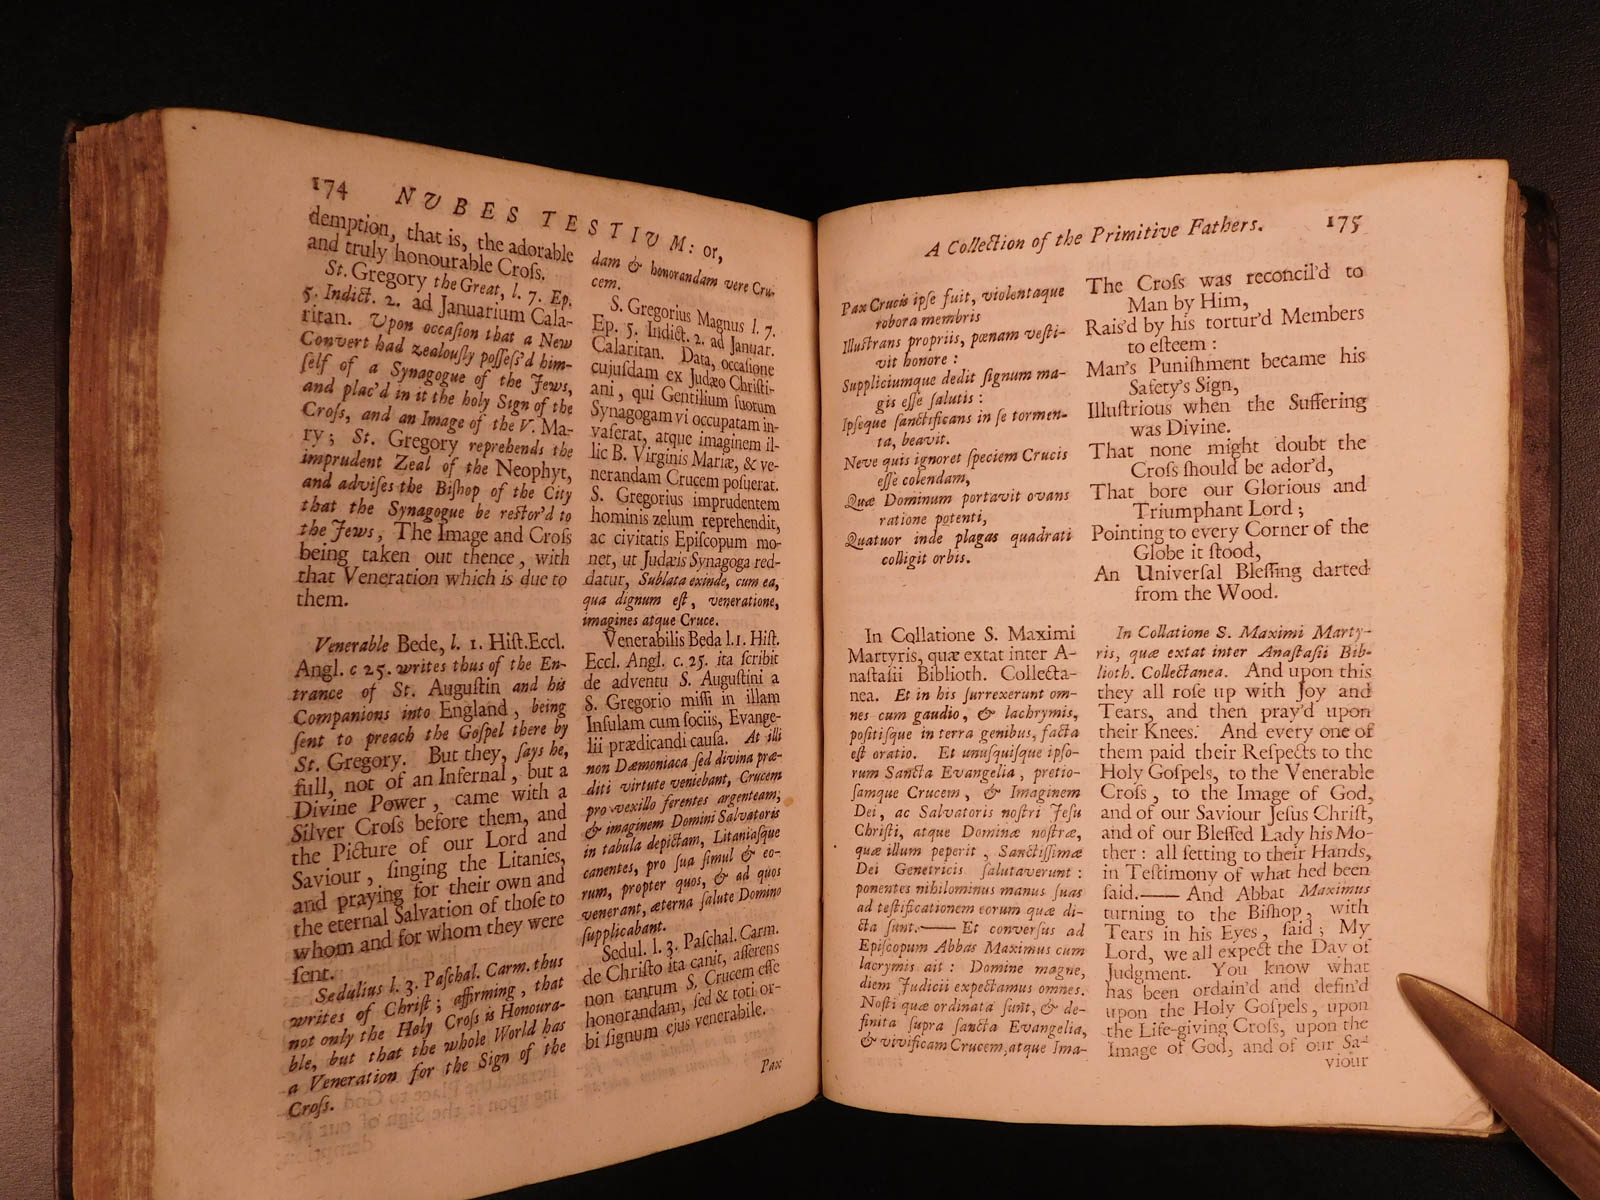 174 NVBES TESTIVM: or,
demption, that is, the adorable
and truly honourable Croſs.
St. Gregory the Great, l. 7. Ep.
5. Indict. 2. ad Januarium Cala-
ritan. Upon occaſion that a New
Convert had zealouſly poſſeſs'd him-
ſelf of a Synagogue of the Jews,
and plac'd in it the holy Sign of the
Croſs, and an Image of the V. Ma-
ry; St. Gregory reprehends the
imprudent Zeal of the Neophyt,
and adviſes the Biſhop of the City
that the Synagogue be reſtor'd to
the Jews, The Image and Croſs
being taken out thence, with
that Veneration which is due to
them.
Venerable Bede, l. 1. Hiſt. Eccl.
Angl. c 25. writes thus of the En-
trance of St. Auguſtin and his
Companions into England, being
ſent to preach the Goſpel there by
St. Gregory. But they, ſays he,
full, not of an Infernal, but a
Divine Power, came with a
Silver Croſs before them, and
the Picture of our Lord and
Saviour, ſinging the Litanies,
and praying for their own and
the eternal Salvation of thoſe to
whom and for whom they were
ſent.
Sedulius l. 3. Paſchal. Carm. thus
writes of Chriſt; affirming, that
not only the Holy Croſs is Honoura-
ble, but that the whole World has
a Veneration for the Sign of the
Croſs.
dam & honorandam vere Cru-
cem.
S. Gregorius Magnus l. 7.
Ep. 5. Indict. 2. ad Januar.
Calaritan. Data, occaſione
cujuſdam ex Judæo Chriſti-
ani, qui Gentilium ſuorum
Synagogam vi occupatam in-
vaſerat, atque imaginem il-
lic B. Virginis Mariæ, & ve-
nerandam Crucem poſuerat.
S. Gregorius imprudentem
hominis zelum reprehendit,
ac civitatis Epiſcopum mo-
net, ut Judæis Synagoga red-
datur, Sublata exinde, cum ea,
qua dignum eſt, veneratione,
imagines atque Cruce.
Venerabilis Beda l. 1. Hiſt.
Eccl. Angl. c. 25. ita ſcribit
de adventu S. Auguſtini a
S. Gregorio miſſi in illam
Inſulam cum ſociis, Evange-
lii prædicandi cauſa. At illi
non Dæmoniaca ſed divina præ-
diti virtute veniebant, Crucem
pro vexillo ferentes argenteam,
& imaginem Domini Salvatoris
in tabula depictam, Litaniaſque
canentes, pro ſua ſimul & eo-
rum, propter quos, & ad quos
venerant, æterna ſalute Domino
ſupplicabant.
Sedul. l. 3. Paſchal. Carm.
de Chriſto ita canit, aſſerens
non tantum S. Crucem eſſe
honorandam, ſed & toti or-
bi ſignum ejus venerabile.
Pax
A Collection of the Primitive Fathers. 175
Pax Crucis ipſe fuit, violentaque
robora membris
Illuſtrans propriis, pœnam veſti-
vit honore:
Suppliciumque dedit ſignum ma-
gis eſſe ſalutis:
Ipſeque ſanctificans in ſe tormen-
ta, beavit.
Neve quis ignoret ſpeciem Crucis
eſſe colendam,
Quæ Dominum portavit ovans
ratione potenti,
Quatuor inde plagas quadrati
colligit orbis.
In Collatione S. Maximi
Martyris, quæ extat inter A-
naſtaſii Biblioth. Collecta-
nea. Et in his ſurrexerunt om-
nes cum gaudio, & lachrymis,
poſitiſque in terra genibus, facta
eſt oratio. Et unuſquiſque ipſo-
rum Sancta Evangelia, pretio-
ſamque Crucem, & Imaginem
Dei, ac Salvatoris noſtri Jeſu
Chriſti, atque Dominæ noſtræ,
quæ illum peperit, Sanctiſſimæ
Dei Genetricis ſalutaverunt:
ponentes nihilominus manus ſuas
ad teſtificationem eorum quæ di-
cta ſunt.—— Et converſus ad
Epiſcopum Abbas Maximus cum
lacrymis ait: Domine magne,
diem Judicii expectamus omnes.
Noſti quæ ordinata ſunt, & de-
finita ſupra ſancta Evangelia,
& vivificam Crucem, atque Ima-
The Croſs was reconcil'd to
Man by Him,
Rais'd by his tortur'd Members
to eſteem:
Man's Puniſhment became his
Safety's Sign,
Illuſtrious when the Suffering
was Divine.
That none might doubt the
Croſs ſhould be ador'd,
That bore our Glorious and
Triumphant Lord;
Pointing to every Corner of the
Globe it ſtood,
An Univerſal Bleſſing darted
from the Wood.
In Collatione S. Maximi Marty-
ris, quæ extat inter Anaſtaſii Bib-
lioth. Collectanea. And upon this
they all roſe up with Joy and
Tears, and then pray'd upon
their Knees. And every one of
them paid their Reſpects to the
Holy Goſpels, to the Venerable
Croſs, to the Image of God,
and of our Saviour Jeſus Chriſt,
and of our Bleſſed Lady his Mo-
ther: all ſetting to their Hands,
in Teſtimony of what hed been
ſaid.—— And Abbat Maximus
turning to the Biſhop, with
Tears in his Eyes, ſaid; My
Lord, we all expect the Day of
Judgment. You know what
has been ordain'd and defin'd
upon the Holy Goſpels, upon
the Life-giving Croſs, upon the
Image of God, and of our Sa-
viour